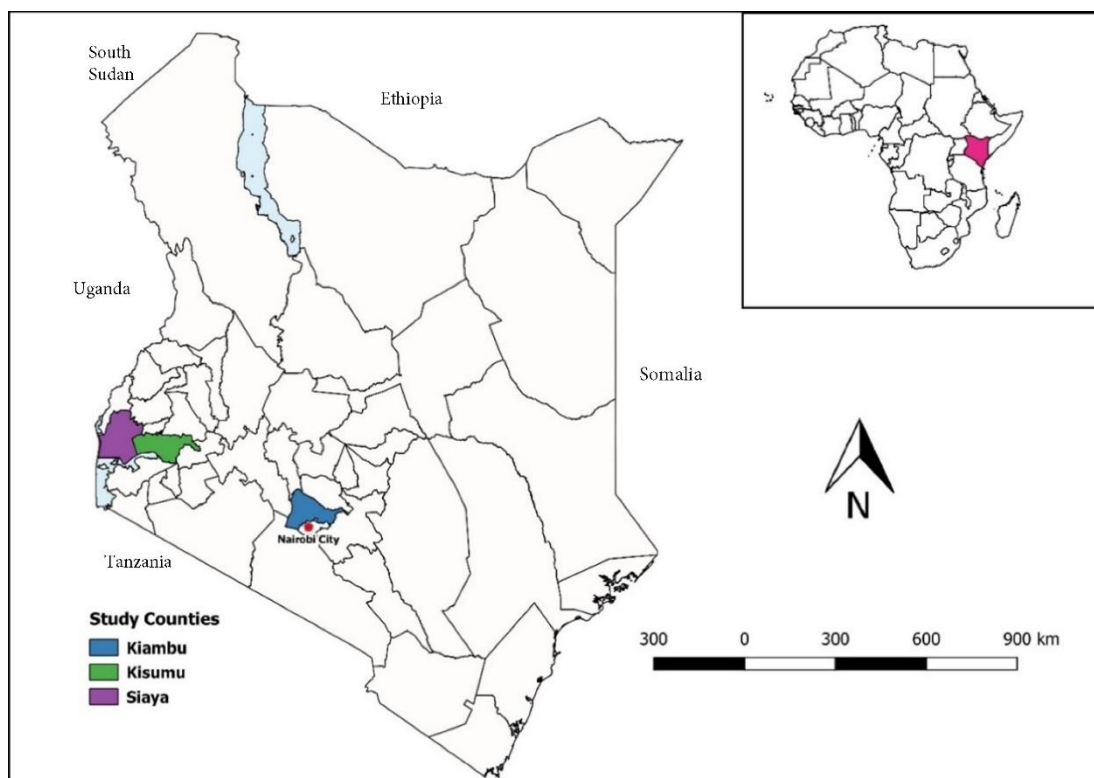 South
Sudan
Ethiopia
Uganda
Somalia
N
Nairobi City
Tanzania
Study Counties
Kiambu
Kisumu
Siaya
300 0 300 600 900 km